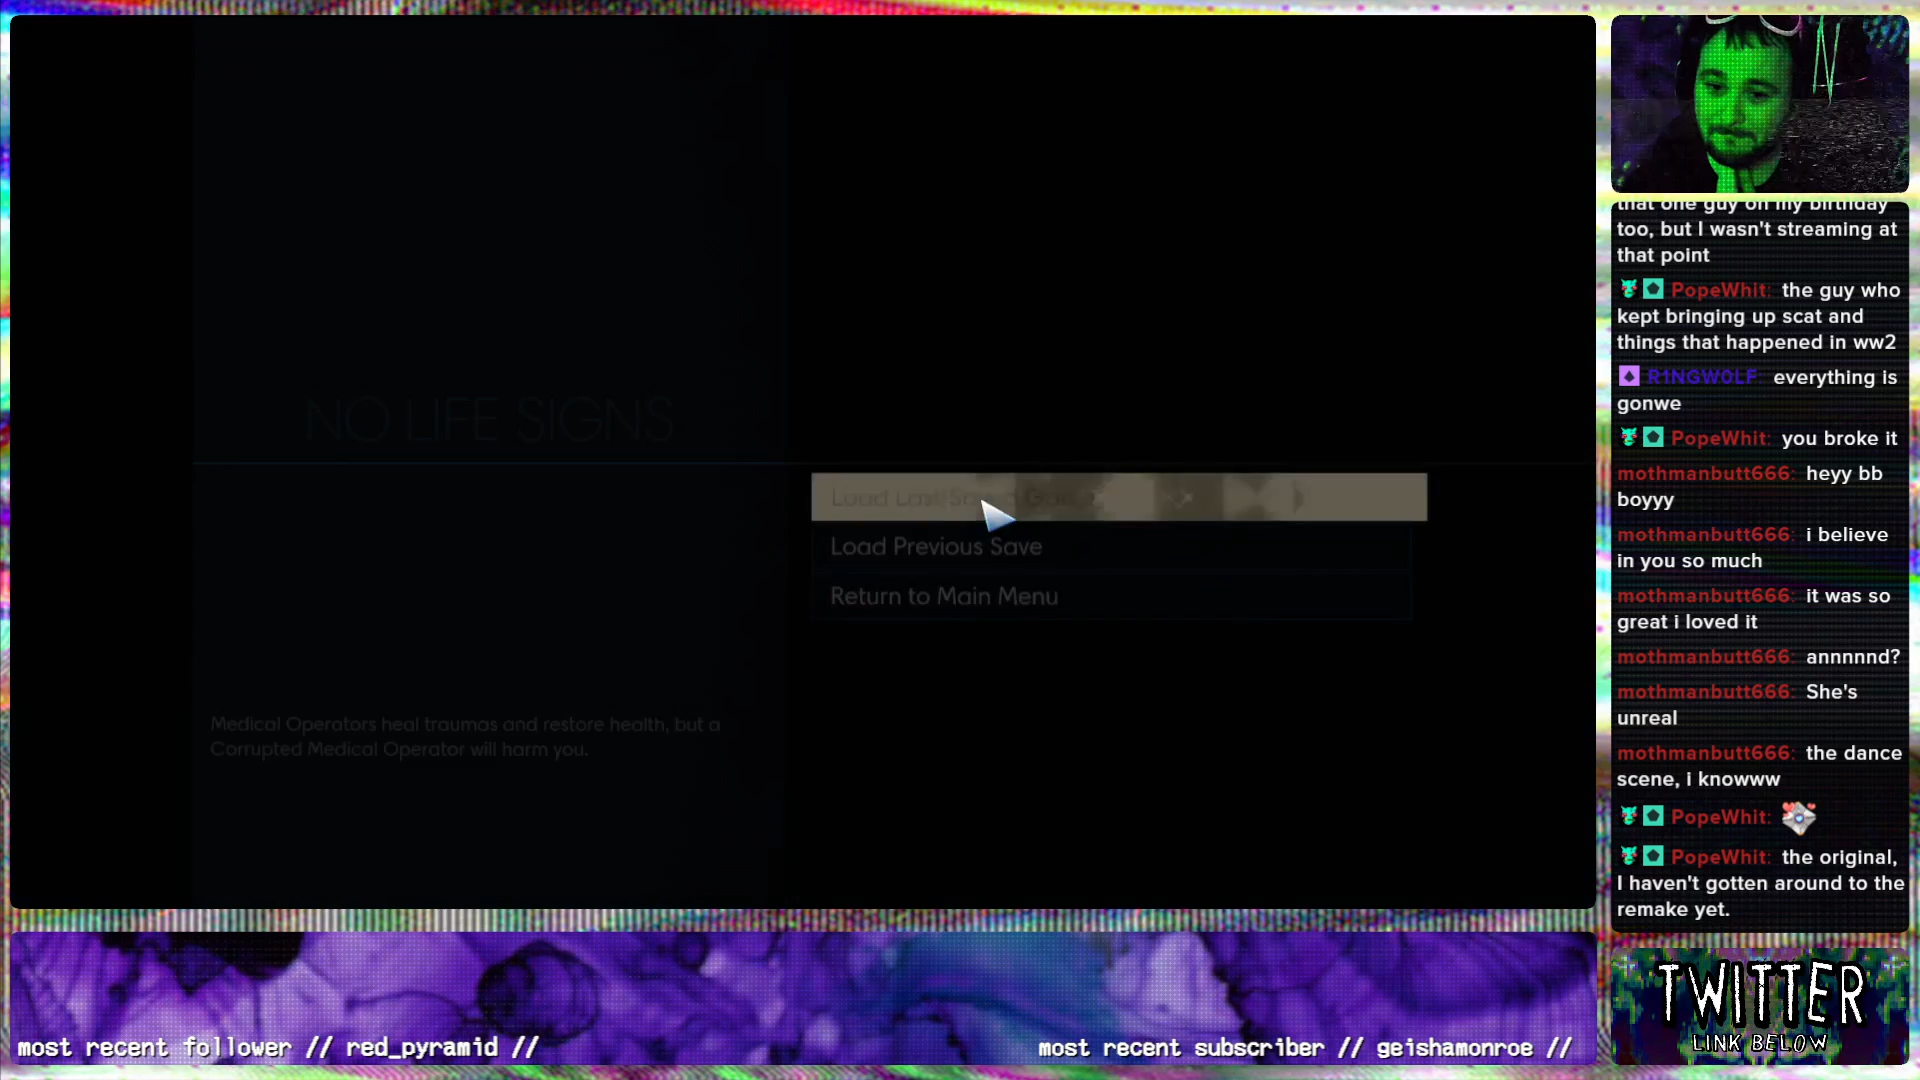 NO LIFE SIGNS
Load Last Saved Game
Load Previous Save
Return to Main Menu
Medical Operators heal traumas and restore health, but a
Corrupted Medical Operator will harm you.
that one guy on my birthday
too, but I wasn't streaming at
that point
PopeWhit: the guy who
kept bringing up scat and
things that happened in ww2
R1NGW0LF: everything is
gonwe
PopeWhit: you broke it
mothmanbutt666: heyy bb
boyyy
mothmanbutt666: i believe
in you so much
mothmanbutt666: it was so
great i loved it
mothmanbutt666: annnnnd?
mothmanbutt666: She's
unreal
mothmanbutt666: the dance
scene, i knowww
PopeWhit:
PopeWhit: the original,
I haven't gotten around to the
remake yet.
most recent follower // red_pyramid //
most recent subscriber // geishamonroe //
TWITTER
LINK BELOW